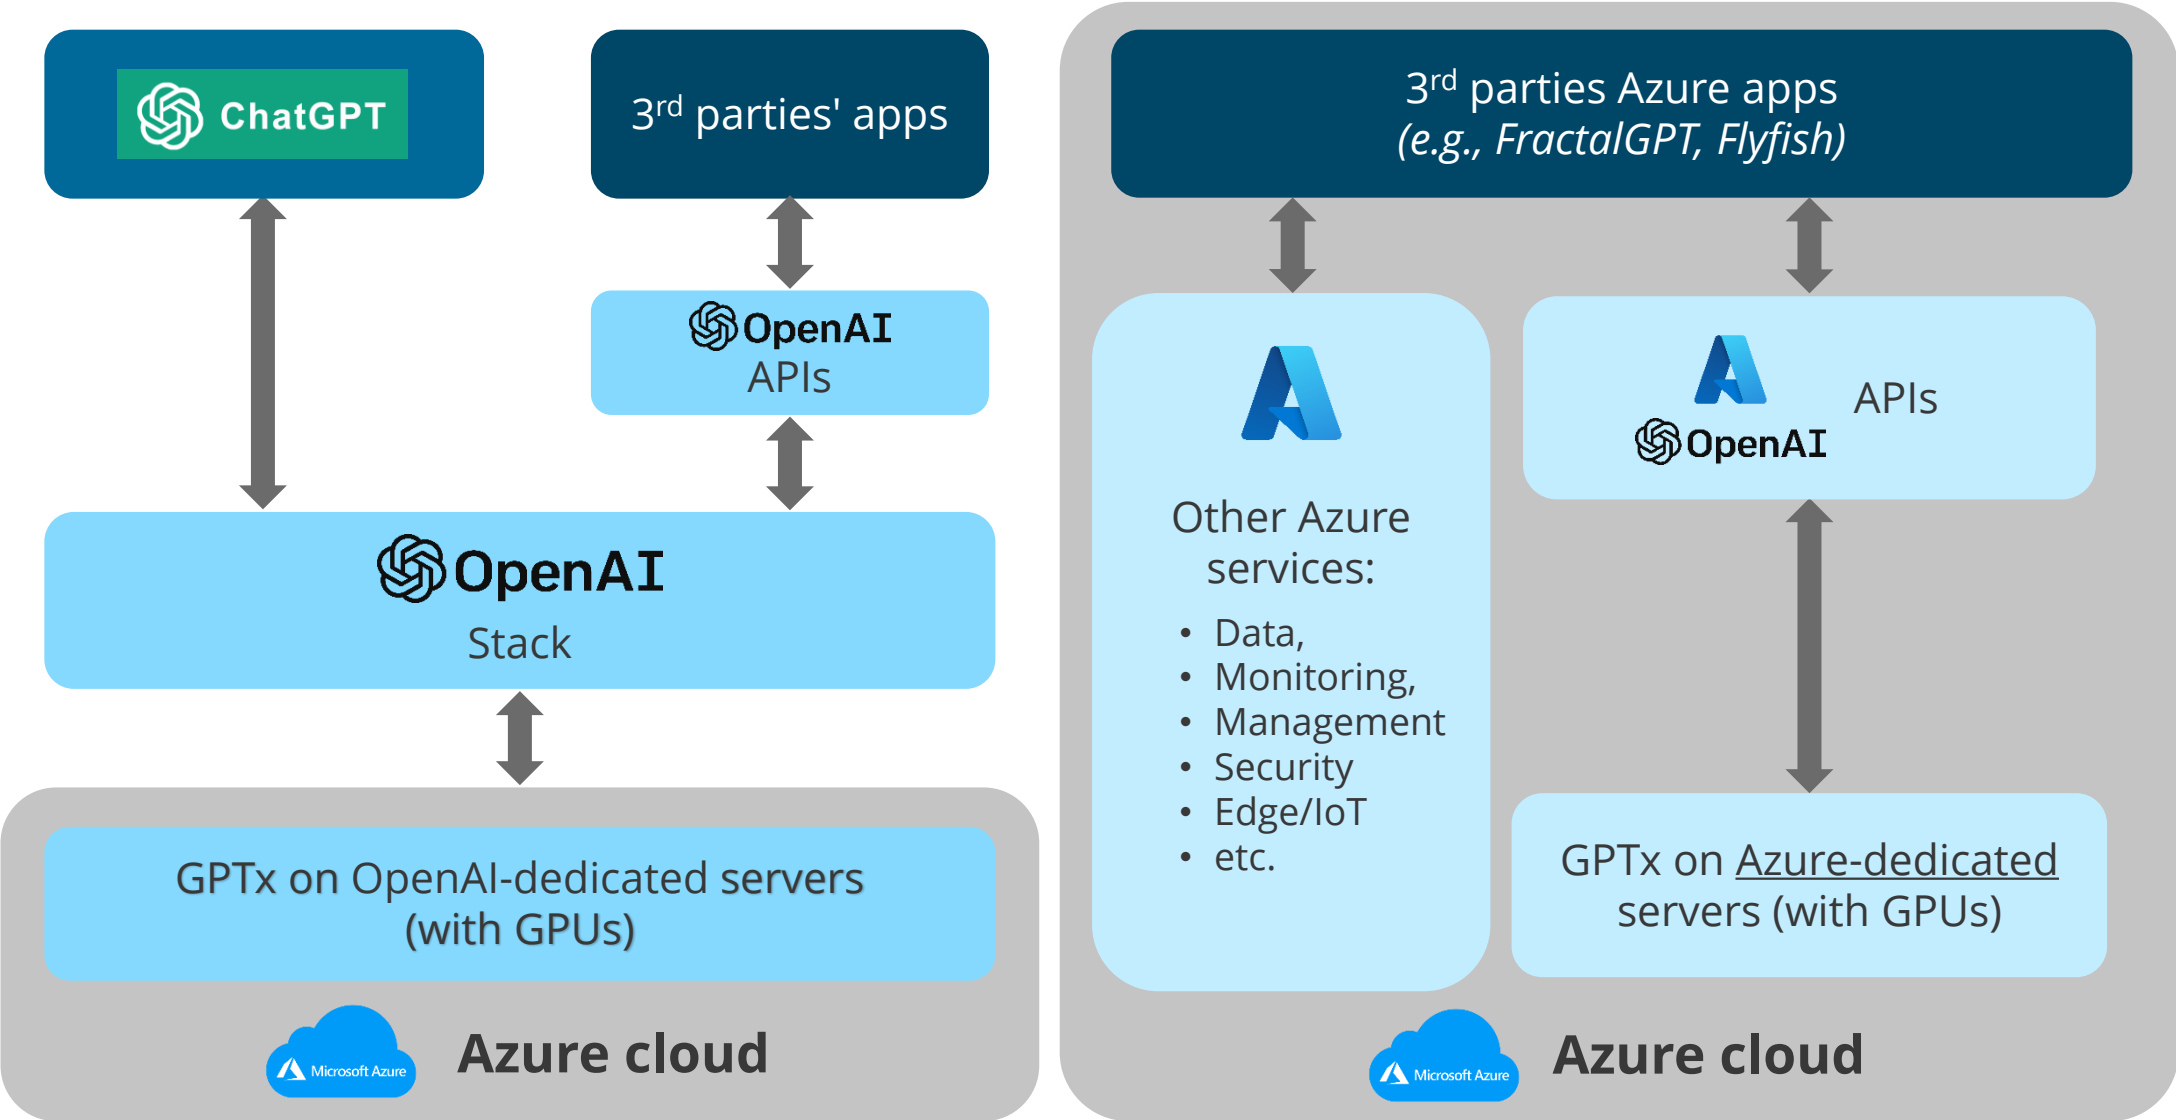 ChatGPT
3rd parties' apps
OpenAI
APIs
OpenAI
Stack
GPTx on OpenAI-dedicated servers
(with GPUs)
Microsoft Azure
Azure cloud
3rd parties Azure apps
(e.g., FractalGPT, Flyfish)
Other Azure
services:
• Data,
• Monitoring,
• Management
• Security
• Edge/IoT
• etc.
OpenAI
APIs
GPTx on Azure-dedicated
servers (with GPUs)
Microsoft Azure
Azure cloud